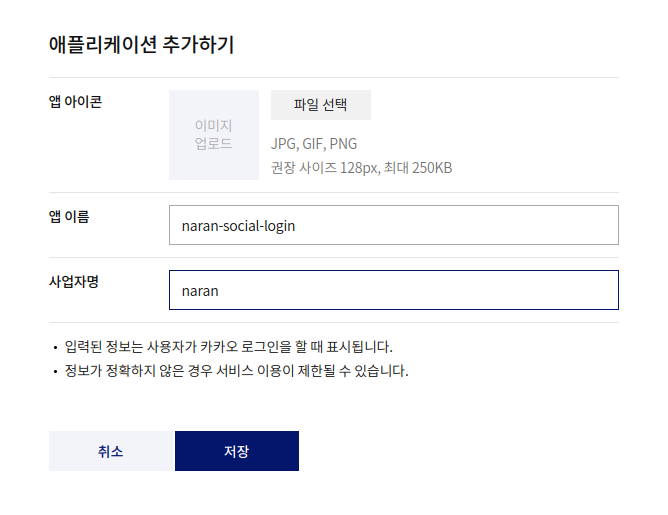 애플리케이션 추가하기
앱 아이콘
이미지
업로드
파일 선택
JPG, GIF, PNG
권장 사이즈 128px, 최대 250KB
앱 이름
naran-social-login
사업자명
naran
• 입력된 정보는 사용자가 카카오 로그인을 할 때 표시됩니다.
• 정보가 정확하지 않은 경우 서비스 이용이 제한될 수 있습니다.
취소
저장